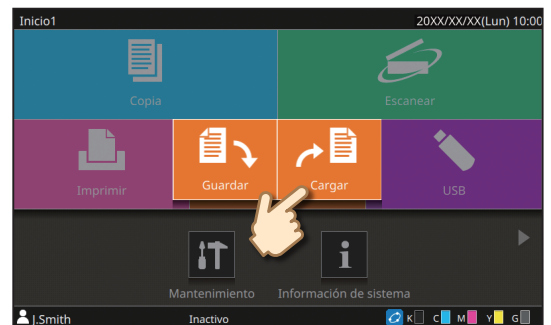 Inicio1 20XX/XX/XX(Lun) 10:00
Copia Escanear
Imprimir Guardar Cargar USB
Mantenimiento Información de sistema
J.Smith Inactivo K C M Y G